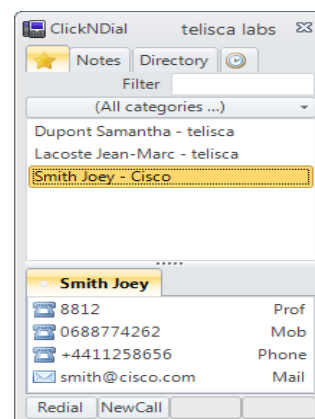 ClickNDial telisca labs
Notes Directory
Filter
(All categories ...)
Dupont Samantha - telisca
Lacoste Jean-Marc - telisca
Smith Joey - Cisco
Smith Joey
8812 Prof
0688774262 Mob
+4411258656 Phone
smith@cisco.com Mail
Redial NewCall